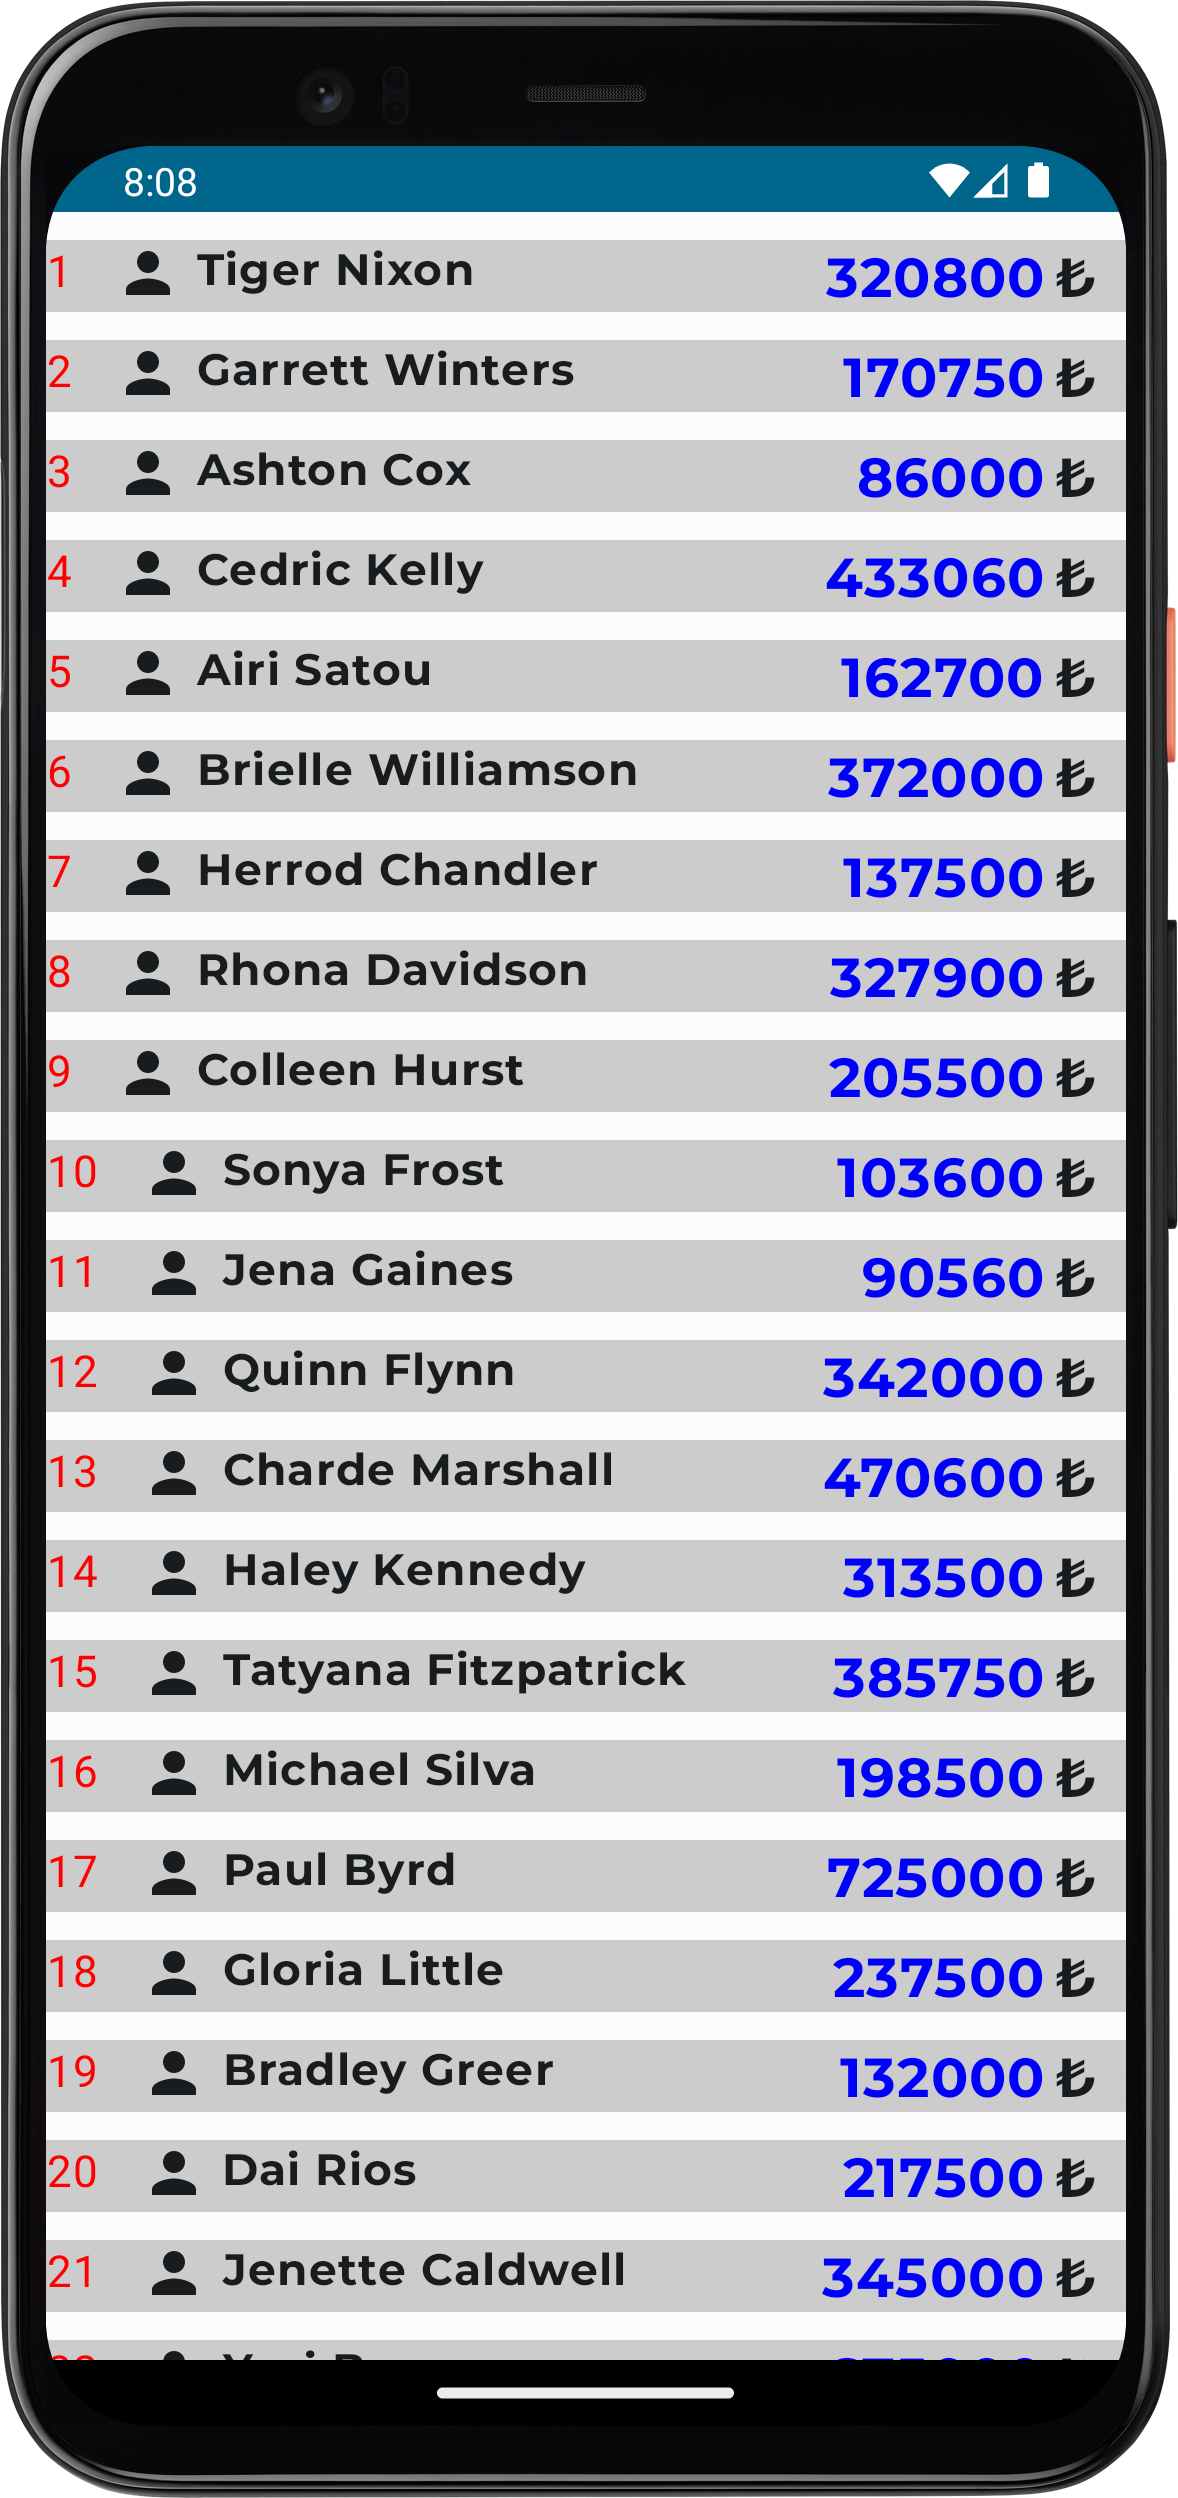 8:08
1 Tiger Nixon 320800 ₺
2 Garrett Winters 170750 ₺
3 Ashton Cox 86000 ₺
4 Cedric Kelly 433060 ₺
5 Airi Satou 162700 ₺
6 Brielle Williamson 372000 ₺
7 Herrod Chandler 137500 ₺
8 Rhona Davidson 327900 ₺
9 Colleen Hurst 205500 ₺
10 Sonya Frost 103600 ₺
11 Jena Gaines 90560 ₺
12 Quinn Flynn 342000 ₺
13 Charde Marshall 470600 ₺
14 Haley Kennedy 313500 ₺
15 Tatyana Fitzpatrick 385750 ₺
16 Michael Silva 198500 ₺
17 Paul Byrd 725000 ₺
18 Gloria Little 237500 ₺
19 Bradley Greer 132000 ₺
20 Dai Rios 217500 ₺
21 Jenette Caldwell 345000 ₺